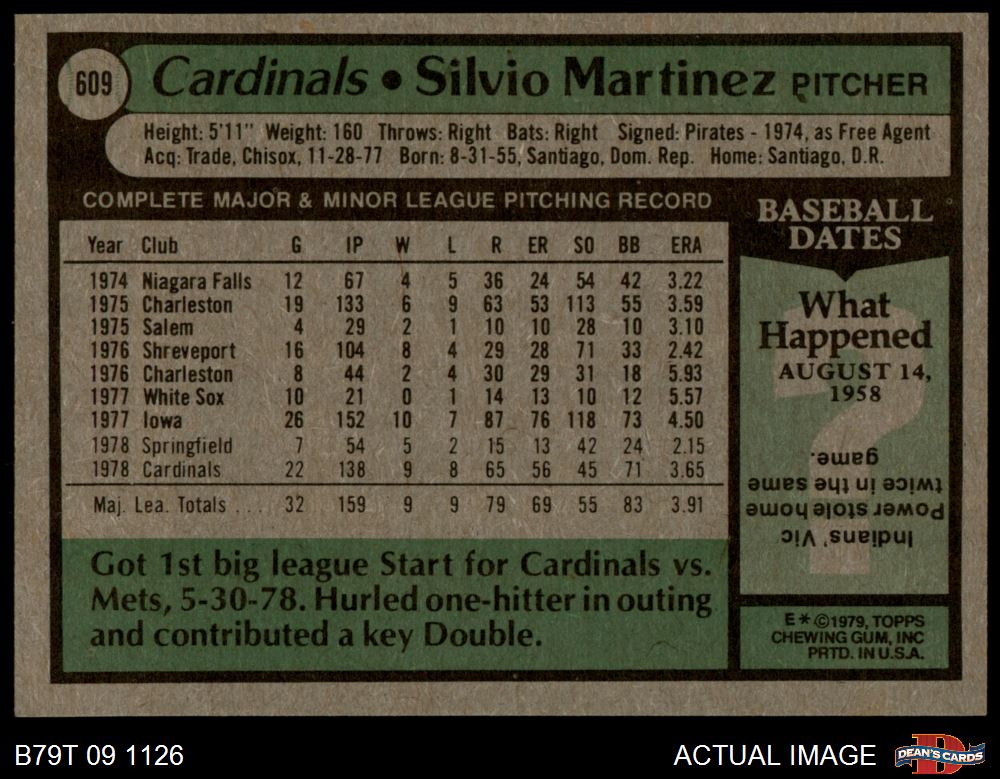 609
Cardinals • Silvio Martinez PITCHER
Height: 5'11" Weight: 160 Throws: Right Bats: Right Signed: Pirates - 1974, as Free Agent
Acq: Trade, Chisox, 11-28-77 Born: 8-31-55, Santiago, Dom. Rep. Home: Santiago, D.R.
COMPLETE MAJOR & MINOR LEAGUE PITCHING RECORD
Year Club G IP W L R ER SO BB ERA
1974 Niagara Falls 12 67 4 5 36 24 54 42 3.22
1975 Charleston 19 133 6 9 63 53 113 55 3.59
1975 Salem 4 29 2 1 10 10 28 10 3.10
1976 Shreveport 16 104 8 4 29 28 71 33 2.42
1976 Charleston 8 44 2 4 30 29 31 18 5.93
1977 White Sox 10 21 0 1 14 13 10 12 5.57
1977 Iowa 26 152 10 7 87 76 118 73 4.50
1978 Springfield 7 54 5 2 15 13 42 24 2.15
1978 Cardinals 22 138 9 8 65 56 45 71 3.65
Maj. Lea. Totals ... 32 159 9 9 79 69 55 83 3.91
Got 1st big league Start for Cardinals vs.
Mets, 5-30-78. Hurled one-hitter in outing
and contributed a key Double.
BASEBALL
DATES
What
Happened
AUGUST 14,
1958
?
Indians' Vic
Power stole home
twice in the same
game.
E * ©1979, TOPPS
CHEWING GUM, INC
PRTD. IN U.S.A.
B79T 09 1126
ACTUAL IMAGE
DEAN'S CARDS